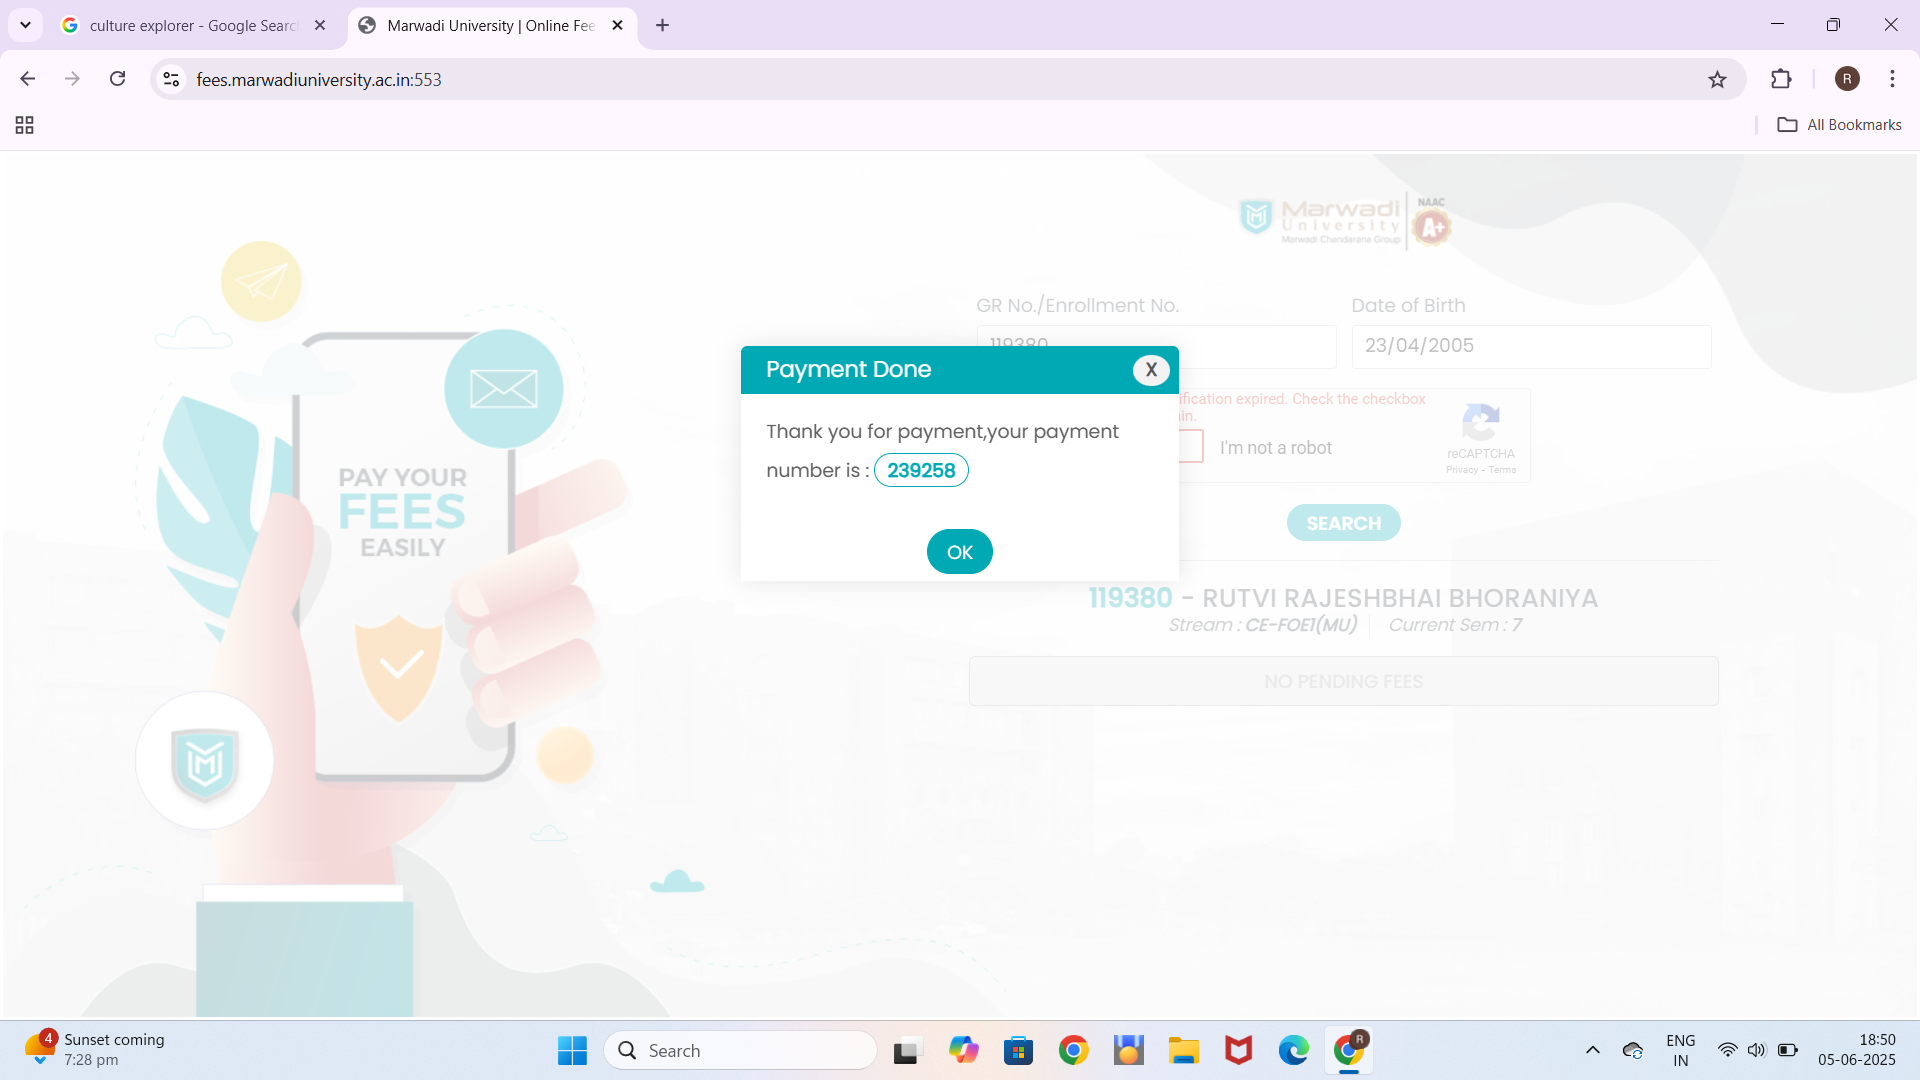 culture explorer - Google Searc
Marwadi University | Online Fee
fees.marwadiuniversity.ac.in:553
R
All Bookmarks
Marwadi
University
Marwadi Chandarana Group
NAAC
A+
GR No./Enrollment No.
Date of Birth
119380
23/04/2005
Payment Done
X
Thank you for payment,your payment
number is : 239258
OK
expired. Check the checkbox
I'm not a robot
reCAPTCHA
Privacy - Terms
SEARCH
119380 - RUTVI RAJESHBHAI BHORANIYA
Stream : CE-FOE1(MU)
Current Sem : 7
NO PENDING FEES
PAY YOUR
FEES
EASILY
4
Sunset coming
7:28 pm
Search
R
ENG
IN
18:50
05-06-2025